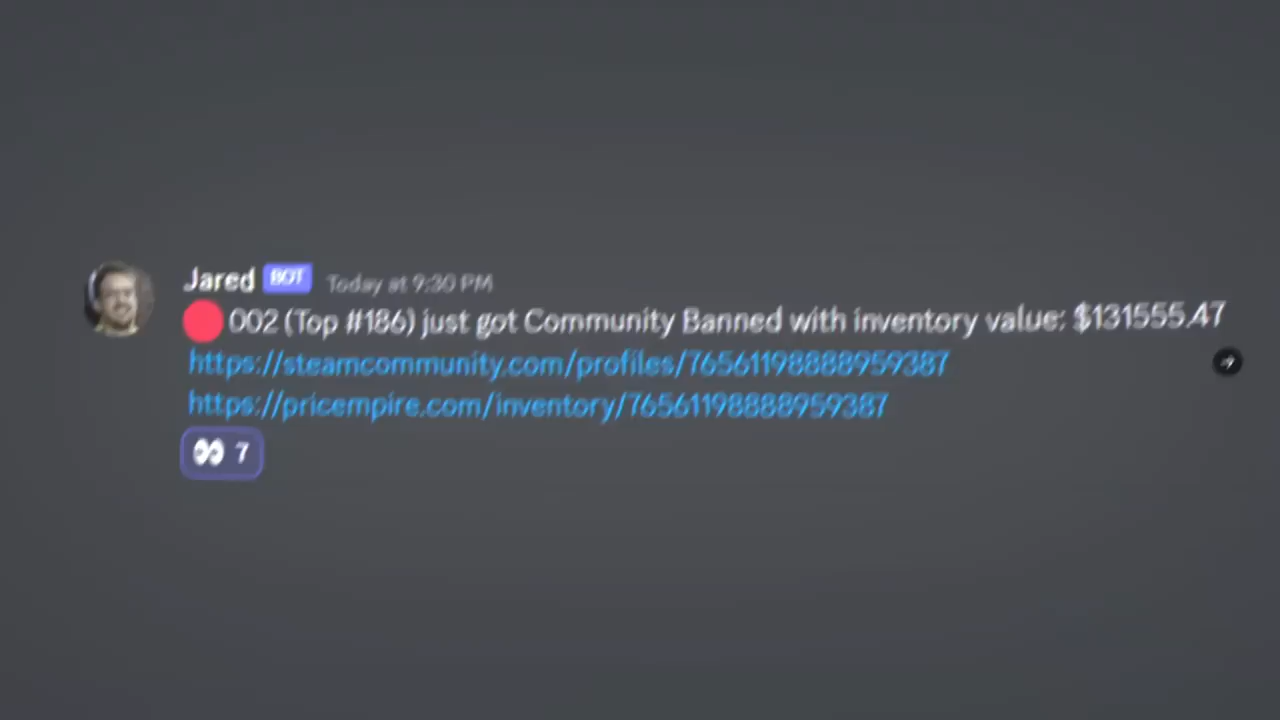 Jared BOT Today at 9:30 PM
002 (Top #186) just got Community Banned with inventory value: $131555.47
https://steamcommunity.com/profiles/76561198888959387
https://pricempire.com/inventory/76561198888959387
7